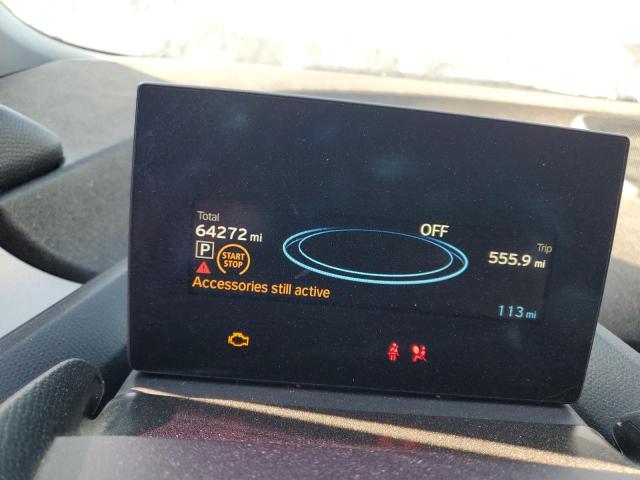 Total
64272 mi
OFF
Trip
555.9 mi
P
START
STOP
Accessories still active
113 mi